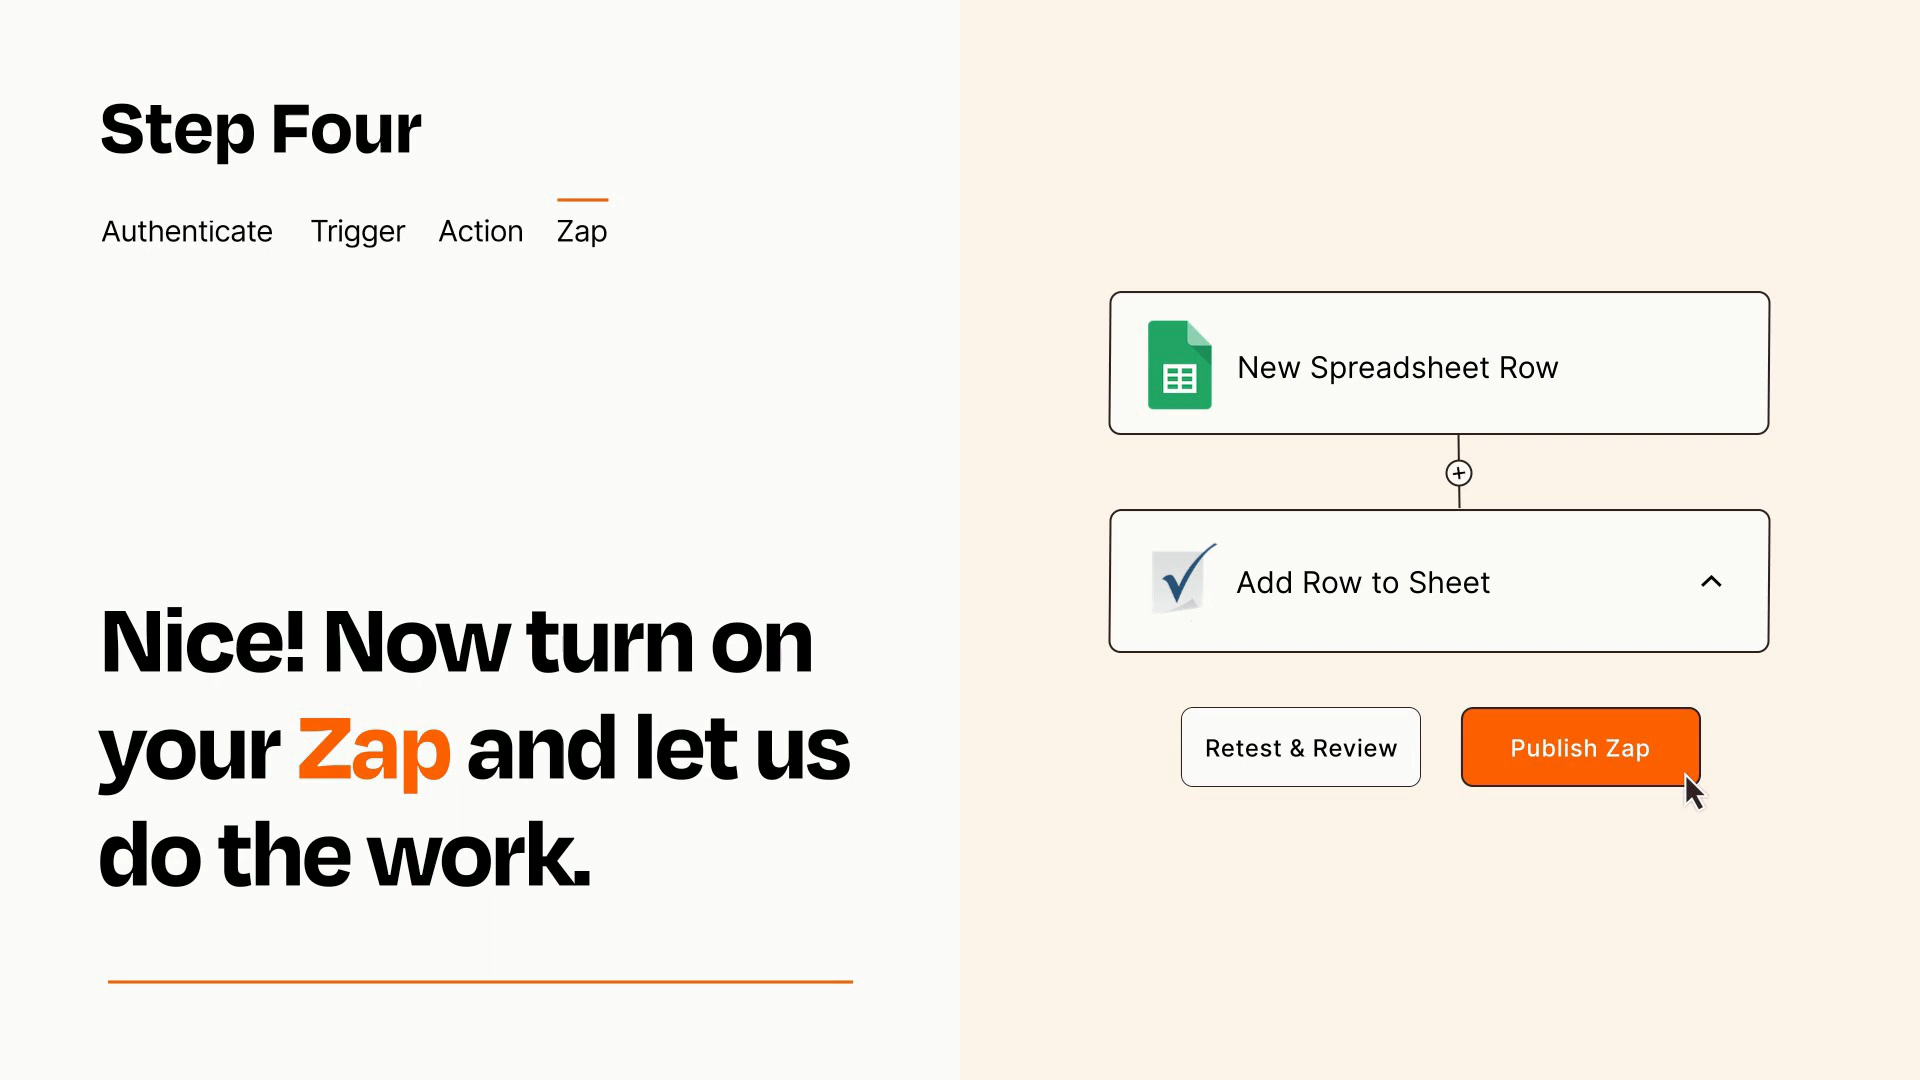 Step Four
Authenticate Trigger Action Zap
Nice! Now turn on
your Zap and let us
do the work.
New Spreadsheet Row
Add Row to Sheet
Retest & Review
Publish Zap